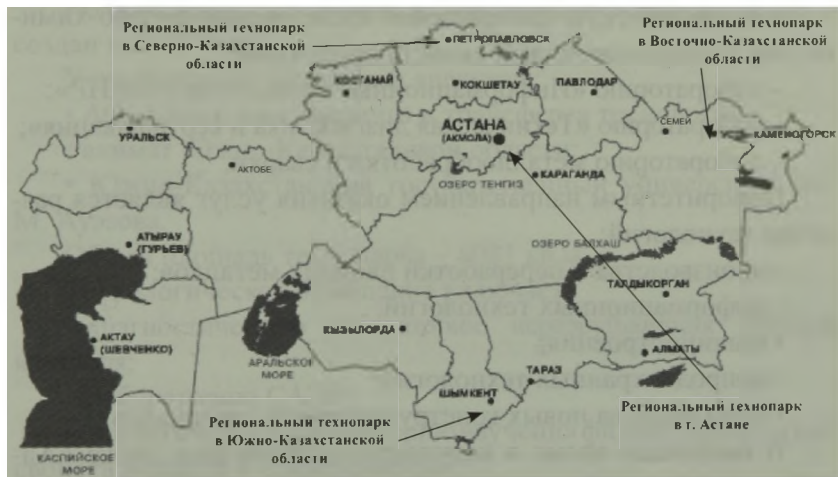 Региональный технопарк
в Северно-Казахстанской
области
Региональный технопарк
в Восточно-Казахстанской
области
ПЕТРОПАВЛОВСК
КОСТАНАЙ
КОКШЕТАУ
ПАВЛОДАР
АСТАНА
(АКМОЛА)
СЕМЕЙ
КАМЕНОГОРСК
УРАЛЬСК
АКТОБЕ
ОЗЕРО ТЕНГИЗ
КАРАГАНДА
АТЫРАУ
(ГУРЬЕВ)
ОЗЕРО БАЛХАШ
ТАЛДЫКОРГАН
АКТАУ
(ШЕВЧЕНКО)
АРАЛЬСКОЕ
МОРЕ
КЫЗЫЛОРДА
АЛМАТЫ
ТАРАЗ
ШЫМКЕНТ
Региональный технопарк
в г. Астане
Региональный технопарк
в Южно-Казахстанской
области
КАСПИЙСКОЕ
МОРЕ